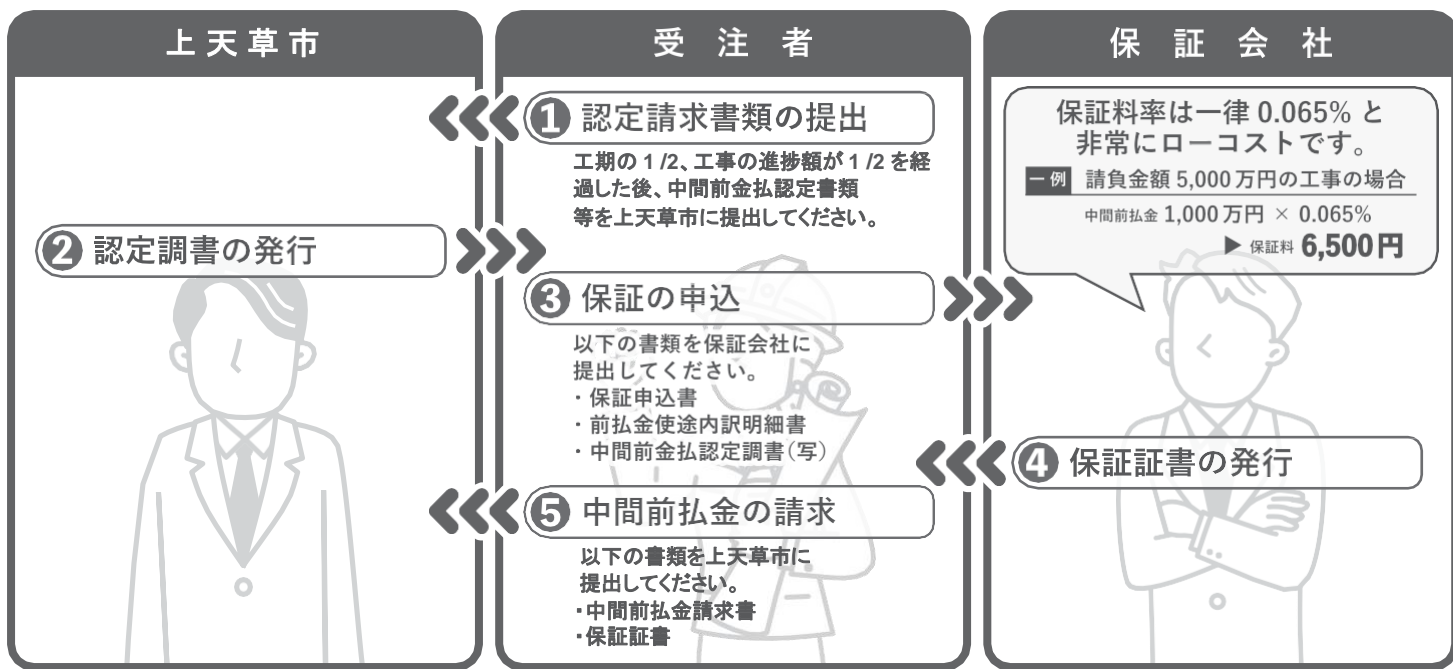 上天草市
受注者
保証会社
❶ 認定請求書類の提出
工期の 1 /2、工事の進捗額が 1 /2 を経
過した後、中間前金払認定書類
等を上天草市に提出してください。
❷ 認定調書の発行
❸ 保証の申込
以下の書類を保証会社に
提出してください。
・保証申込書
・前払金使途内訳明細書
・中間前金払認定調書(写)
保証料率は一律 0.065% と
非常にローコストです。
一例 請負金額 5,000 万円の工事の場合
中間前払金 1,000 万円 × 0.065%
▶ 保証料 6,500 円
❹ 保証証書の発行
❺ 中間前払金の請求
以下の書類を上天草市に
提出してください。
・中間前払金請求書
・保証証書